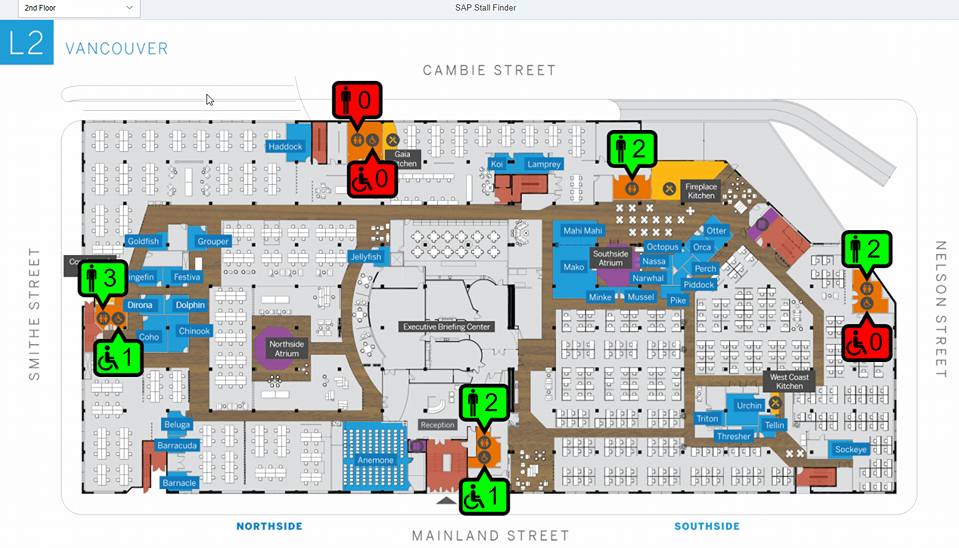 2nd Floor
SAP Stall Finder
L2 VANCOUVER
CAMBIE STREET
0
Haddock
Gaia
0
2
Koi
Lamprey
Fireplace
Kitchen
SMITHE STREET
NELSON STREET
Goldfish
Grouper
Jellyfish
Mahi Mahi
Otter
Octopus
Orca
Southside
Atrium
Nassa
Mako
Perch
Narwhal
Piddock
Minke
Mussel
Pike
2
0
3
Festiva
Dirona
Dolphin
Coho
Chinook
1
Northside
Atrium
Executive Briefing Center
West Coast
Kitchen
2
Urchin
Triton
Tellin
Thresher
Sockeye
Beluga
Barracuda
Barnacle
Reception
Anemone
1
NORTHSIDE
SOUTHSIDE
MAINLAND STREET